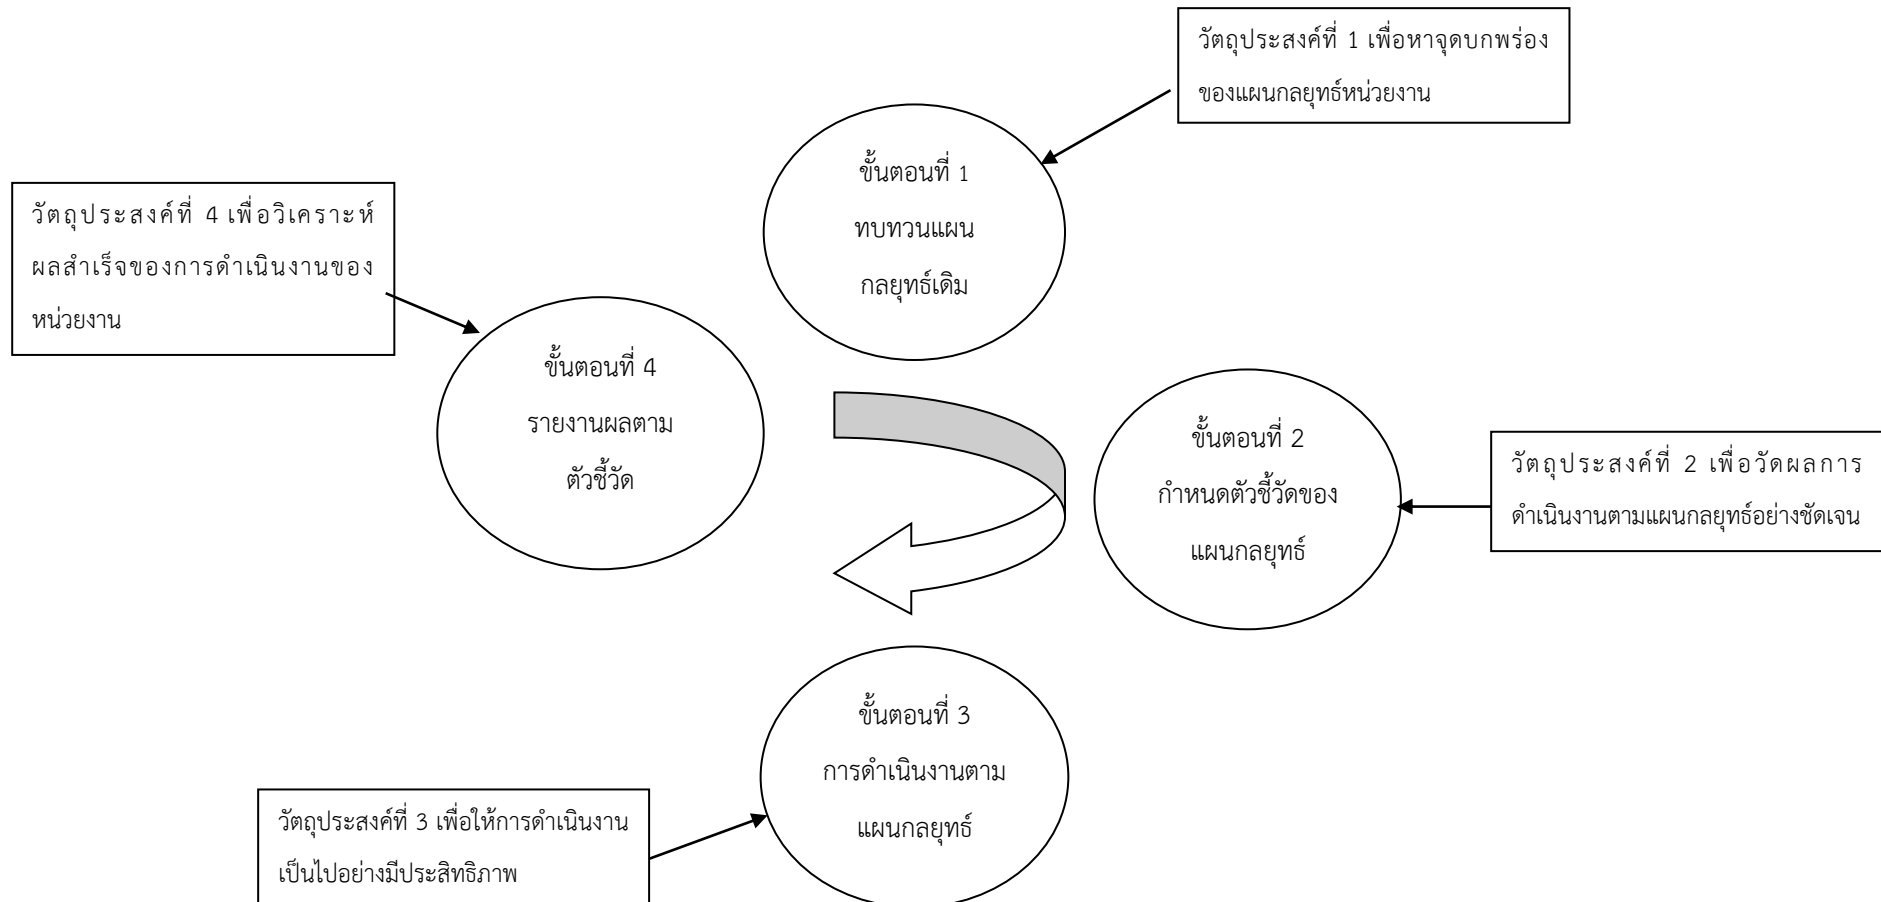 วัตถุประสงค์ที่ 1 เพื่อหาจุดบกพร่อง
ของแผนกลยุทธ์หน่วยงาน
ขั้นตอนที่ 1
ทบทวนแผน
กลยุทธ์เดิม
วัตถุประสงค์ที่ 4 เพื่อวิเคราะห์
ผลสำเร็จของการดำเนินงานของ
หน่วยงาน
ขั้นตอนที่ 4
รายงานผลตาม
ตัวชี้วัด
ขั้นตอนที่ 2
กำหนดตัวชี้วัดของ
แผนกลยุทธ์
วัตถุประสงค์ที่ 2 เพื่อวัดผลการ
ดำเนินงานตามแผนกลยุทธ์อย่างชัดเจน
ขั้นตอนที่ 3
การดำเนินงานตาม
แผนกลยุทธ์
วัตถุประสงค์ที่ 3 เพื่อให้การดำเนินงาน
เป็นไปอย่างมีประสิทธิภาพ